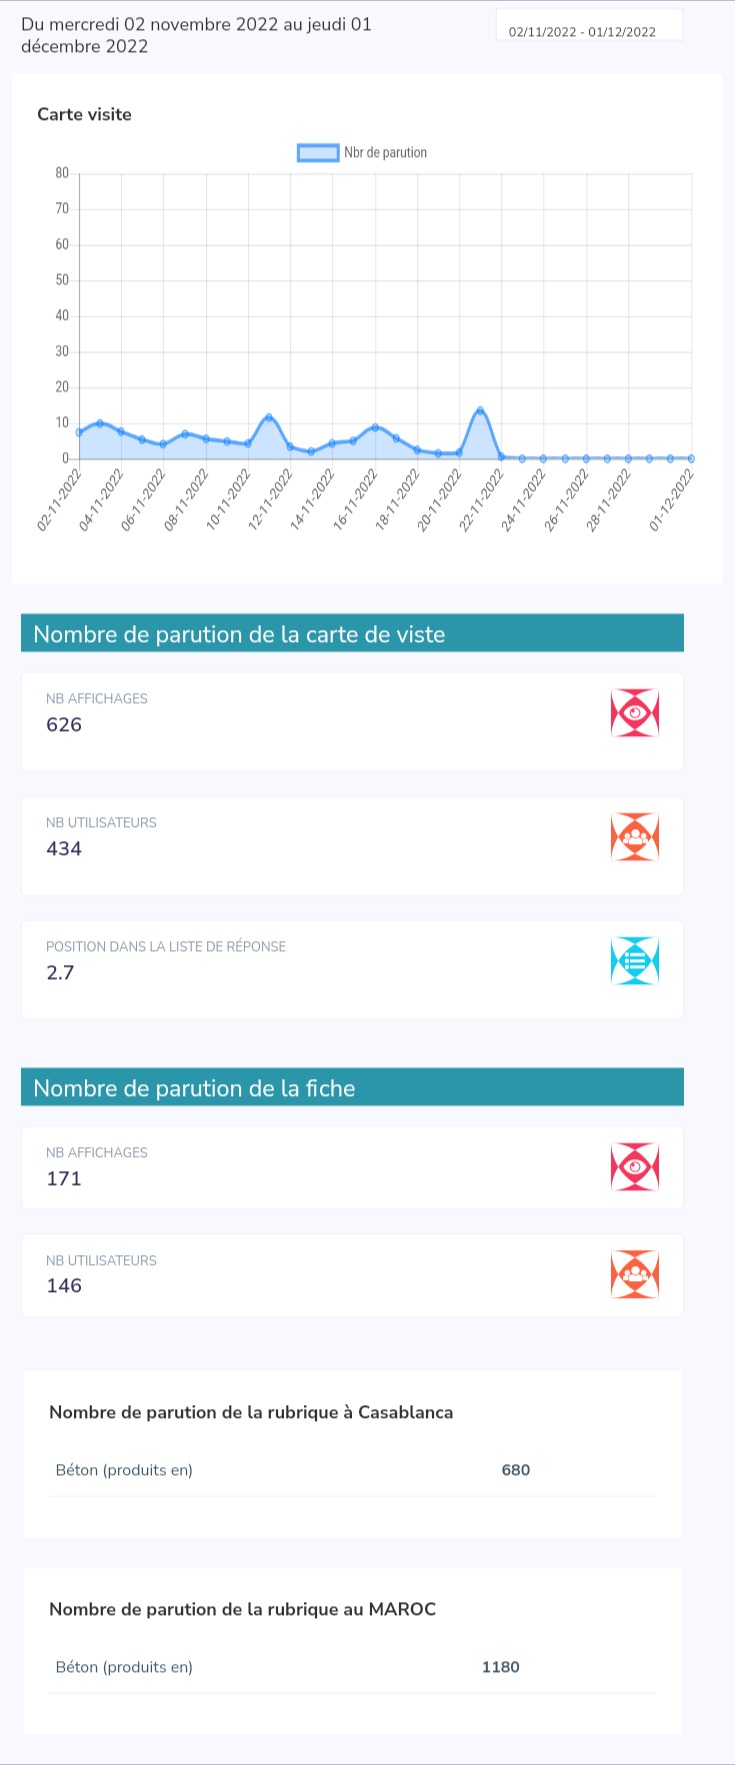 Du mercredi 02 novembre 2022 au jeudi 01
décembre 2022
02/11/2022 - 01/12/2022
Carte visite
Nbr de parution
80
70
60
50
40
30
20
10
0
02-11-2022
04-11-2022
06-11-2022
08-11-2022
10-11-2022
12-11-2022
14-11-2022
16-11-2022
18-11-2022
20-11-2022
22-11-2022
24-11-2022
26-11-2022
28-11-2022
01-12-2022
Nombre de parution de la carte de viste
NB AFFICHAGES
626
NB UTILISATEURS
434
POSITION DANS LA LISTE DE RÉPONSE
2.7
Nombre de parution de la fiche
NB AFFICHAGES
171
NB UTILISATEURS
146
Nombre de parution de la rubrique à Casablanca
Béton (produits en) 680
Nombre de parution de la rubrique au MAROC
Béton (produits en) 1180